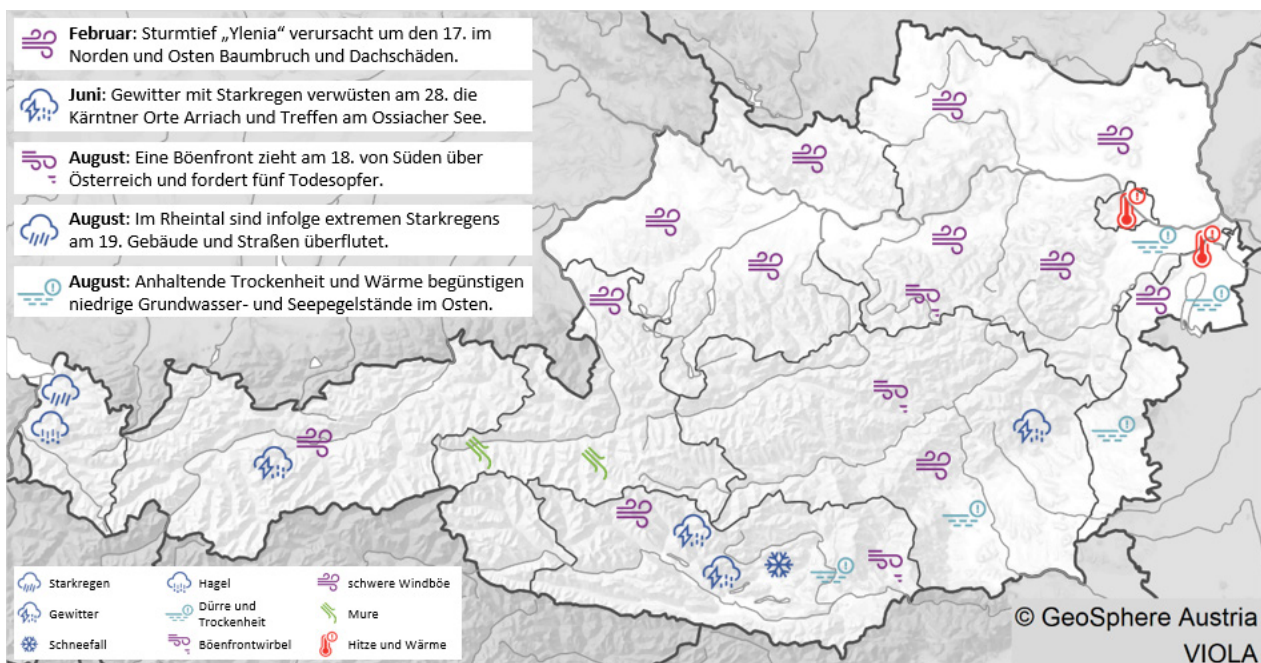 Februar: Sturmtief „Ylenia“ verursacht um den 17. im
Norden und Osten Baumbruch und Dachschäden.
Juni: Gewitter mit Starkregen verwüsten am 28. die
Kärntner Orte Arriach und Treffen am Ossiacher See.
August: Eine Böenfront zieht am 18. von Süden über
Österreich und fordert fünf Todesopfer.
August: Im Rheintal sind infolge extremen Starkregens
am 19. Gebäude und Straßen überflutet.
August: Anhaltende Trockenheit und Wärme begünstigen
niedrige Grundwasser- und Seepegelstände im Osten.
Starkregen
Hagel
schwere Windböe
Gewitter
Dürre und
Trockenheit
Mure
Schneefall
Böenfrontwirbel
Hitze und Wärme
© GeoSphere Austria
VIOLA